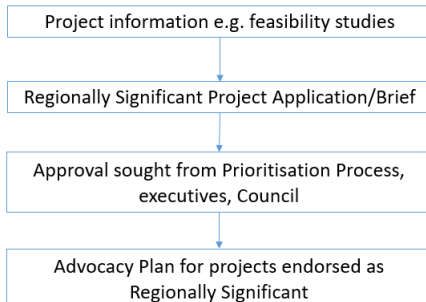 Project information e.g. feasibility studies
Regionally Significant Project Application/Brief
Approval sought from Prioritisation Process,
executives, Council
Advocacy Plan for projects endorsed as
Regionally Significant